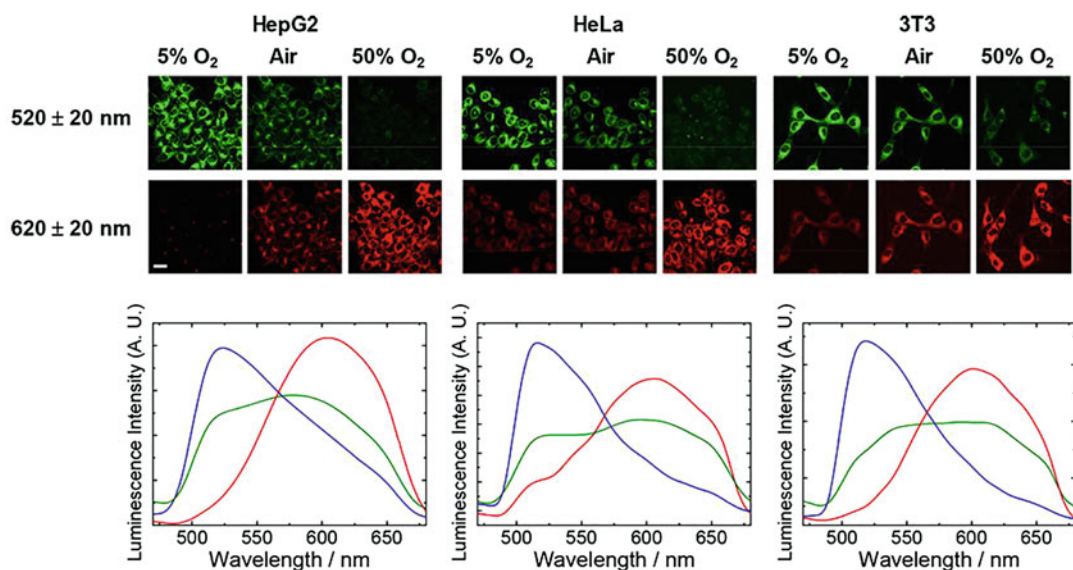 HepG2 HeLa 3T3
5% O₂ Air 50% O₂ 5% O₂ Air 50% O₂ 5% O₂ Air 50% O₂
520 ± 20 nm
620 ± 20 nm
Luminescence Intensity (A. U.)
500 550 600 650
Wavelength / nm
Luminescence Intensity (A. U.)
500 550 600 650
Wavelength / nm
Luminescence Intensity (A. U.)
500 550 600 650
Wavelength / nm